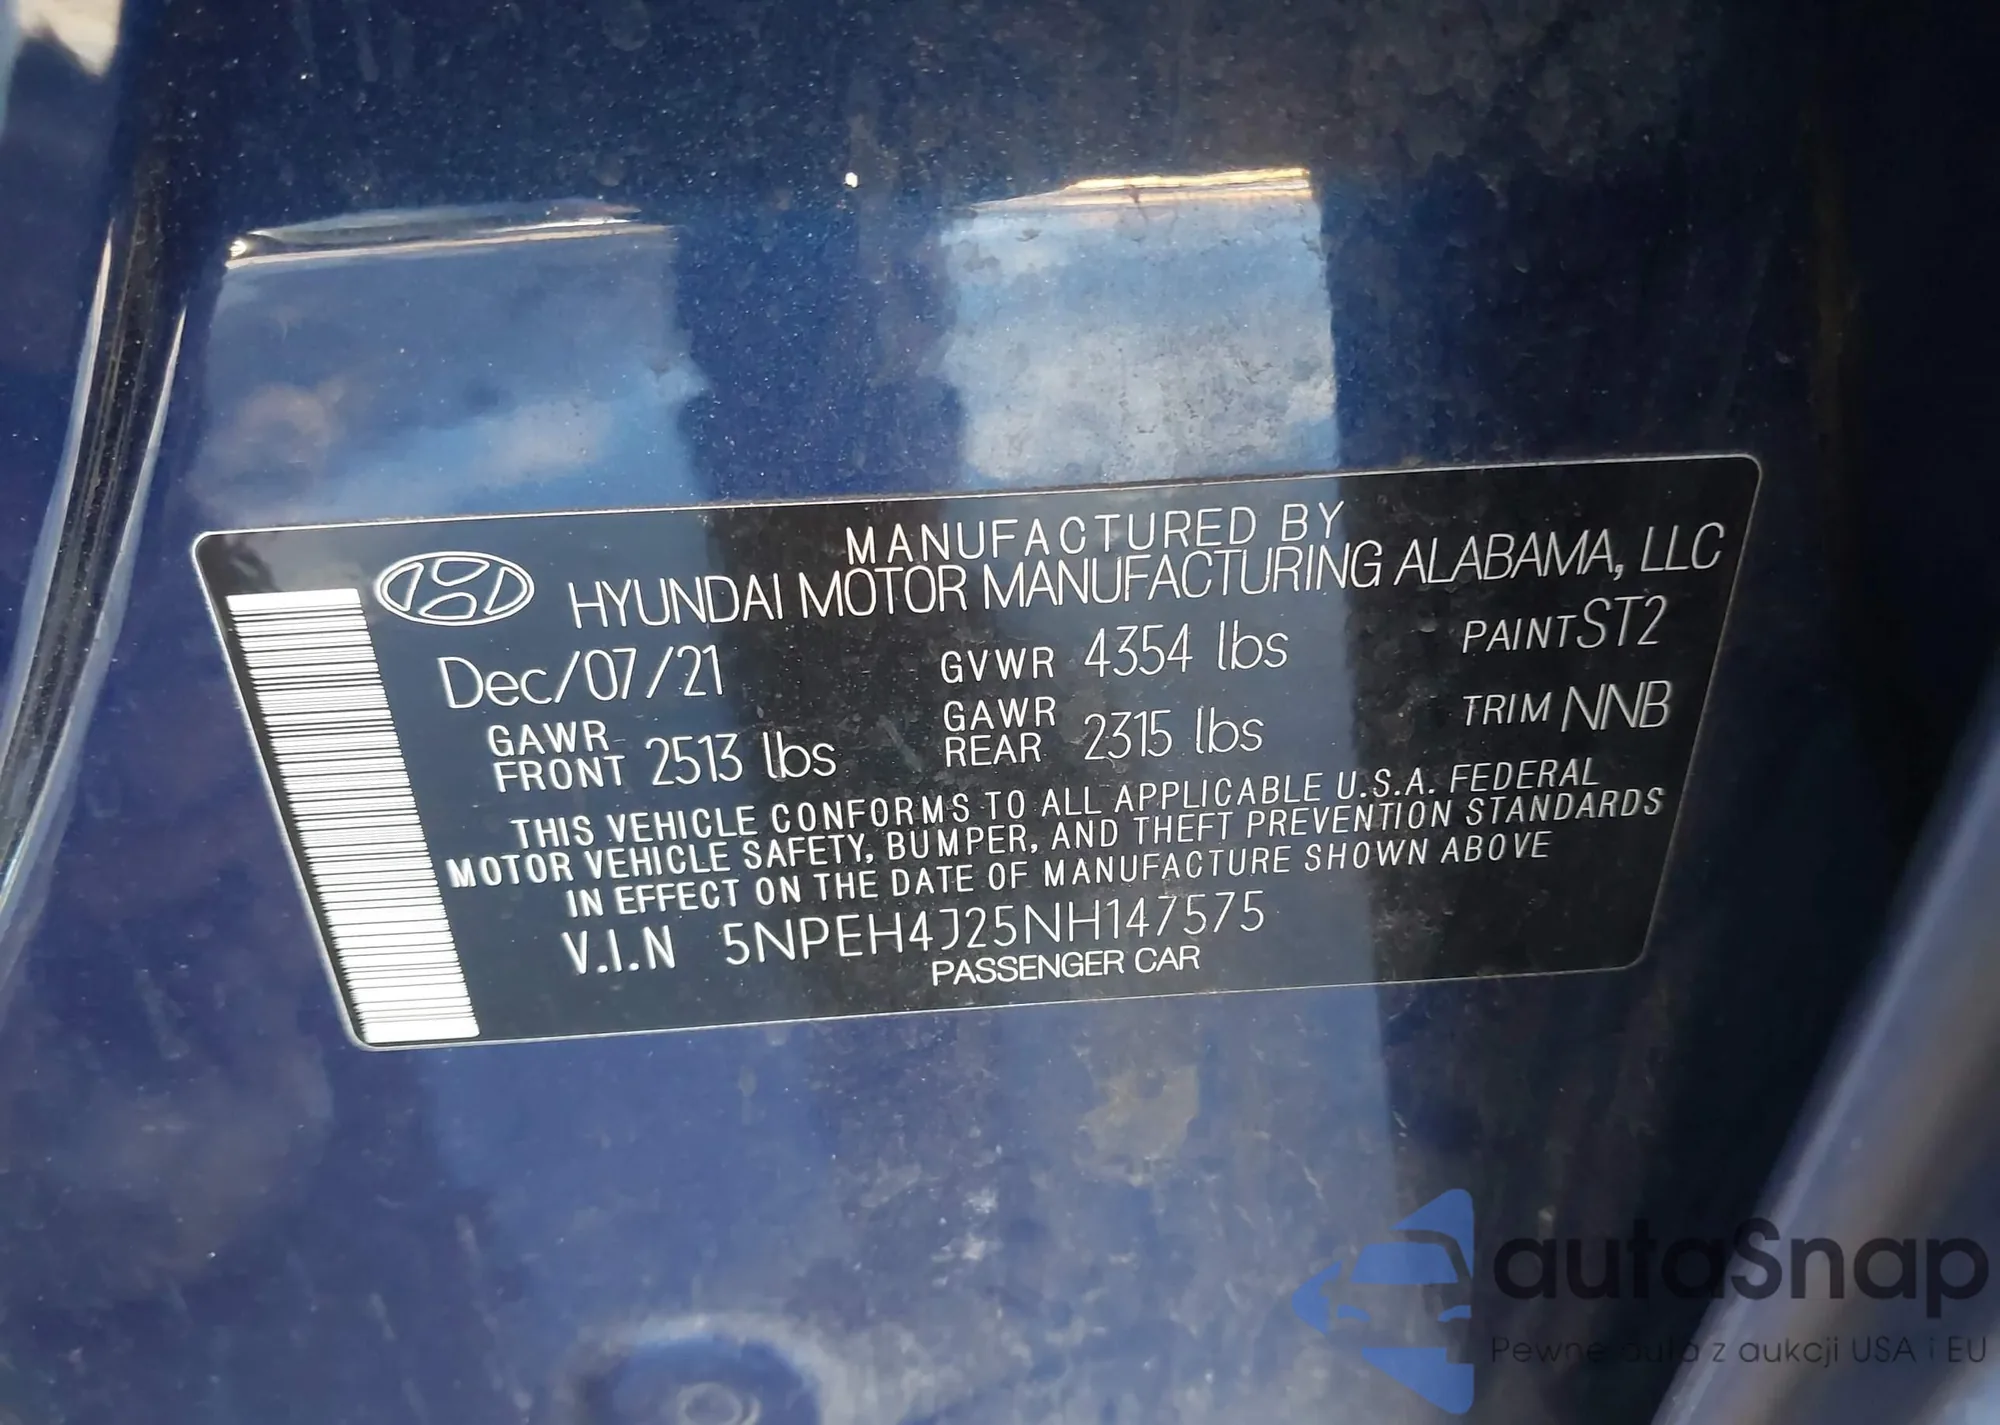 MANUFACTURED BY
HYUNDAI MOTOR MANUFACTURING ALABAMA, LLC
Dec/07/21 GVWR 4354 lbs PAINT ST2
GAWR FRONT 2513 lbs GAWR REAR 2315 lbs TRIM NNB
THIS VEHICLE CONFORMS TO ALL APPLICABLE U.S.A. FEDERAL
MOTOR VEHICLE SAFETY, BUMPER, AND THEFT PREVENTION STANDARDS
IN EFFECT ON THE DATE OF MANUFACTURE SHOWN ABOVE
V.I.N 5NPEH4J25NH147575
PASSENGER CAR
autaSnap
Pewne auta z aukcji USA i EU